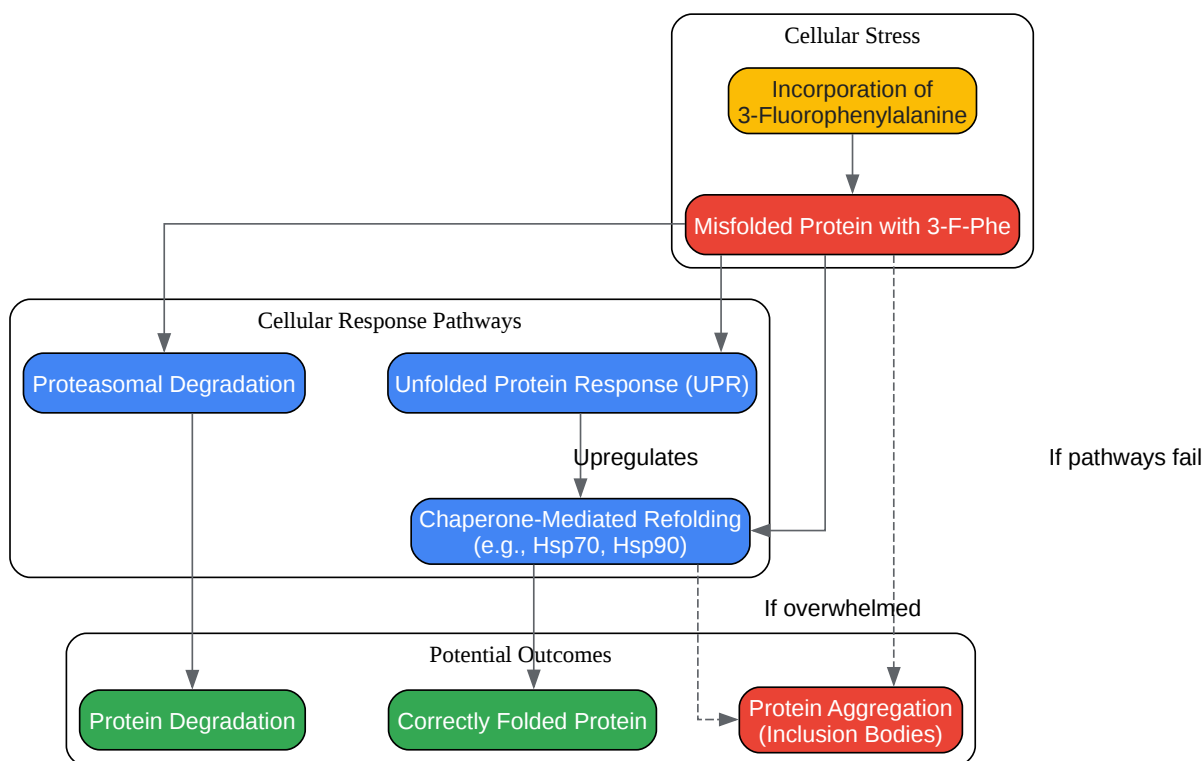 Cellular Stress
Incorporation of
3-Fluorophenylalanine
Misfolded Protein with 3-F-Phe
Cellular Response Pathways
Proteasomal Degradation
Unfolded Protein Response (UPR)
Upregulates
If pathways fail
Chaperone-Mediated Refolding
(e.g., Hsp70, Hsp90)
If overwhelmed
Potential Outcomes
Protein Degradation
Correctly Folded Protein
Protein Aggregation
(Inclusion Bodies)